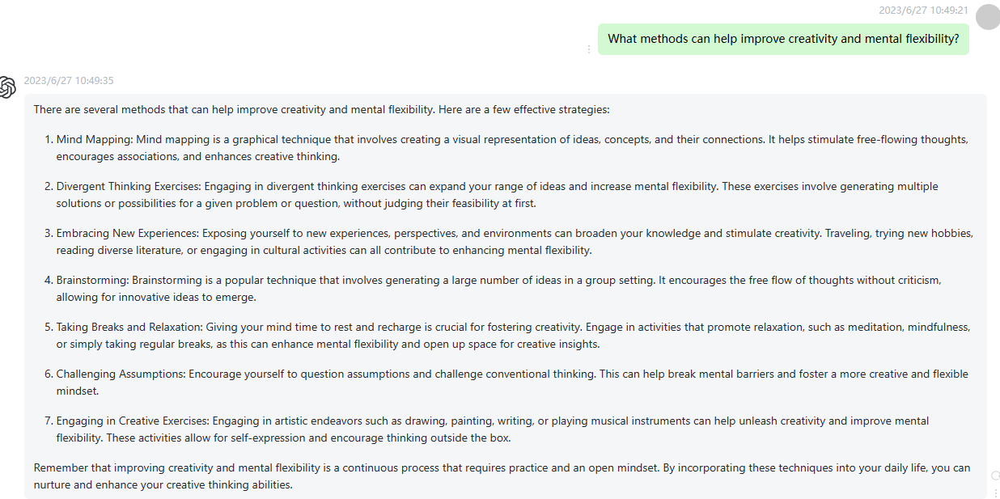 2023/6/27 10:49:21
What methods can help improve creativity and mental flexibility?
2023/6/27 10:49:35
There are several methods that can help improve creativity and mental flexibility. Here are a few effective strategies:
1. Mind Mapping: Mind mapping is a graphical technique that involves creating a visual representation of ideas, concepts, and their connections. It helps stimulate free-flowing thoughts,
encourages associations, and enhances creative thinking.
2. Divergent Thinking Exercises: Engaging in divergent thinking exercises can expand your range of ideas and increase mental flexibility. These exercises involve generating multiple
solutions or possibilities for a given problem or question, without judging their feasibility at first.
3. Embracing New Experiences: Exposing yourself to new experiences, perspectives, and environments can broaden your knowledge and stimulate creativity. Traveling, trying new hobbies,
reading diverse literature, or engaging in cultural activities can all contribute to enhancing mental flexibility.
4. Brainstorming: Brainstorming is a popular technique that involves generating a large number of ideas in a group setting. It encourages the free flow of thoughts without criticism,
allowing for innovative ideas to emerge.
5. Taking Breaks and Relaxation: Giving your mind time to rest and recharge is crucial for fostering creativity. Engage in activities that promote relaxation, such as meditation, mindfulness,
or simply taking regular breaks, as this can enhance mental flexibility and open up space for creative insights.
6. Challenging Assumptions: Encourage yourself to question assumptions and challenge conventional thinking. This can help break mental barriers and foster a more creative and flexible
mindset.
7. Engaging in Creative Exercises: Engaging in artistic endeavors such as drawing, painting, writing, or playing musical instruments can help unleash creativity and improve mental
flexibility. These activities allow for self-expression and encourage thinking outside the box.
Remember that improving creativity and mental flexibility is a continuous process that requires practice and an open mindset. By incorporating these techniques into your daily life, you can
nurture and enhance your creative thinking abilities.